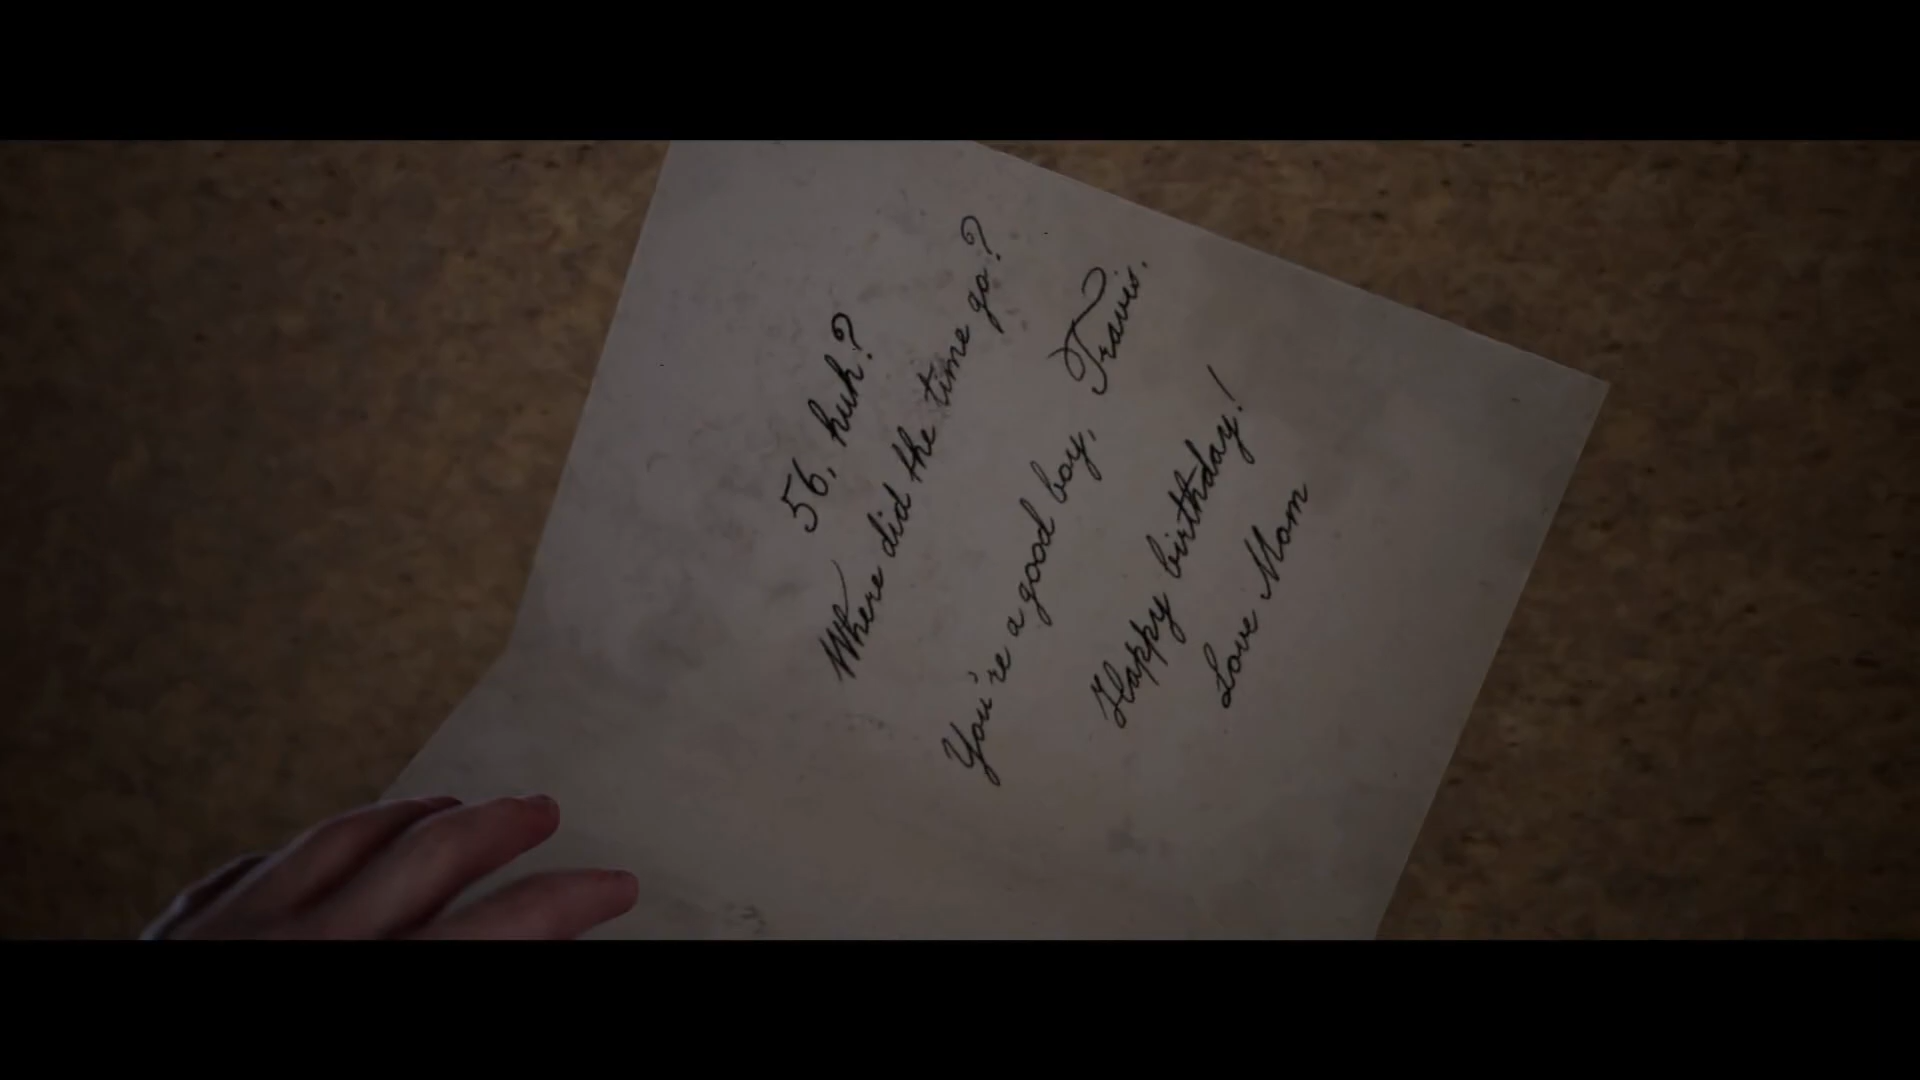 56, huh?
Where did the time go?
You're a good boy, Travis.
Happy birthday!
Love Mom